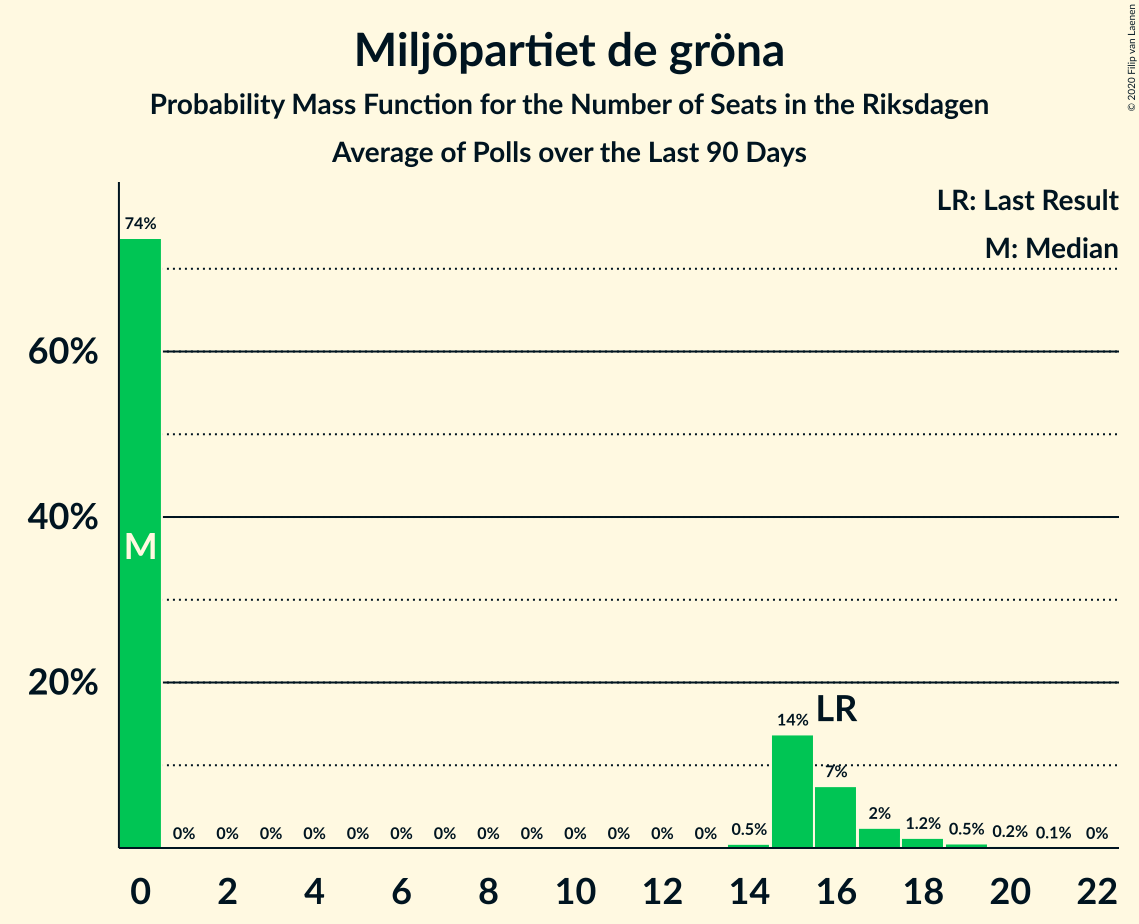 Miljöpartiet de gröna
Probability Mass Function for the Number of Seats in the Riksdagen
Average of Polls over the Last 90 Days
© 2020 Filip van Laenen
LR: Last Result
M: Median
74%
60%
40%
M
20%
LR
14%
7%
2%
0% 0% 0% 0% 0% 0% 0% 0% 0% 0% 0% 0% 0% 0.5% 1.2% 0.5% 0.2% 0.1% 0%
0 2 4 6 8 10 12 14 16 18 20 22